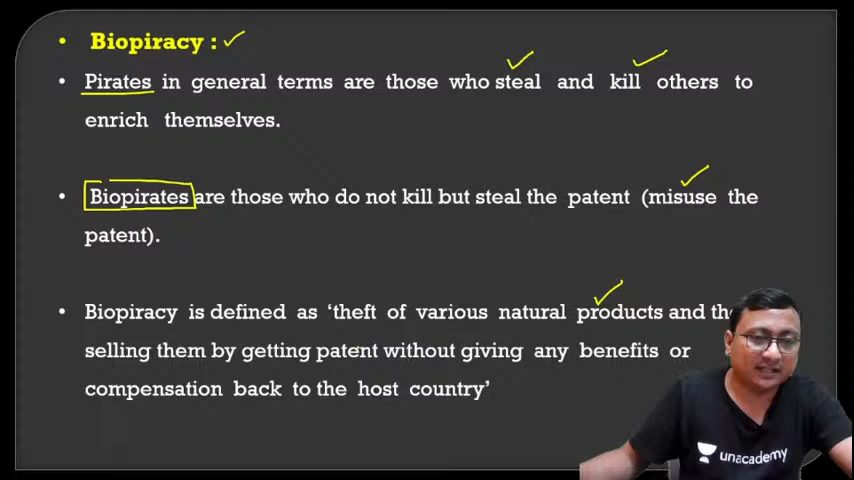 • Biopiracy :
• Pirates in general terms are those who steal and kill others to
enrich themselves.
• Biopirates are those who do not kill but steal the patent (misuse the
patent).
• Biopiracy is defined as ‘theft of various natural products and
selling them by getting patent without giving any benefits or
compensation back to the host country’
unacademy